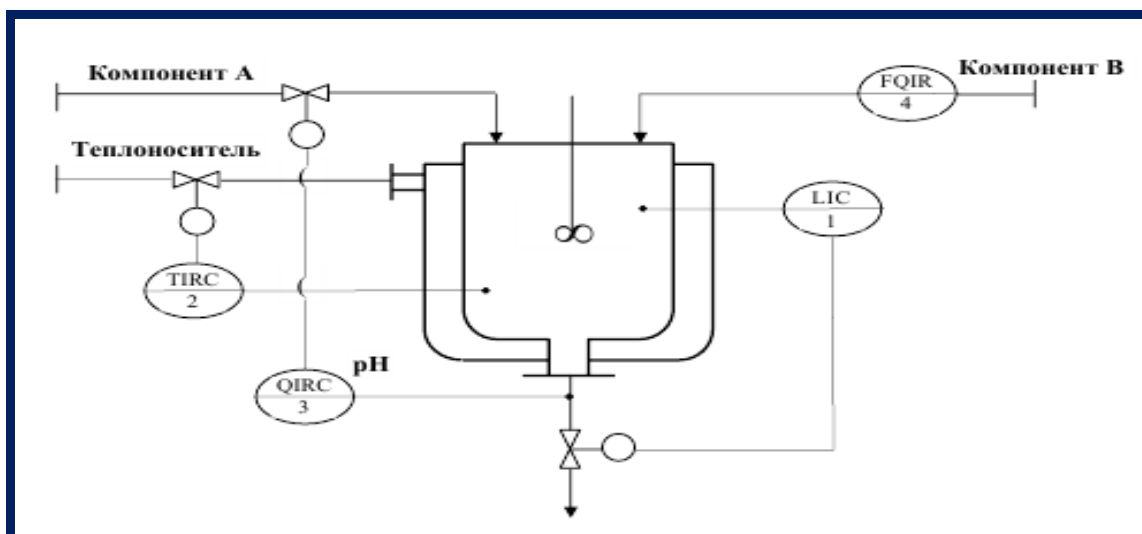 Компонент А
FQIR
4
Компонент В
Теплоноситель
LIC
1
TIRC
2
pH
QIRC
3